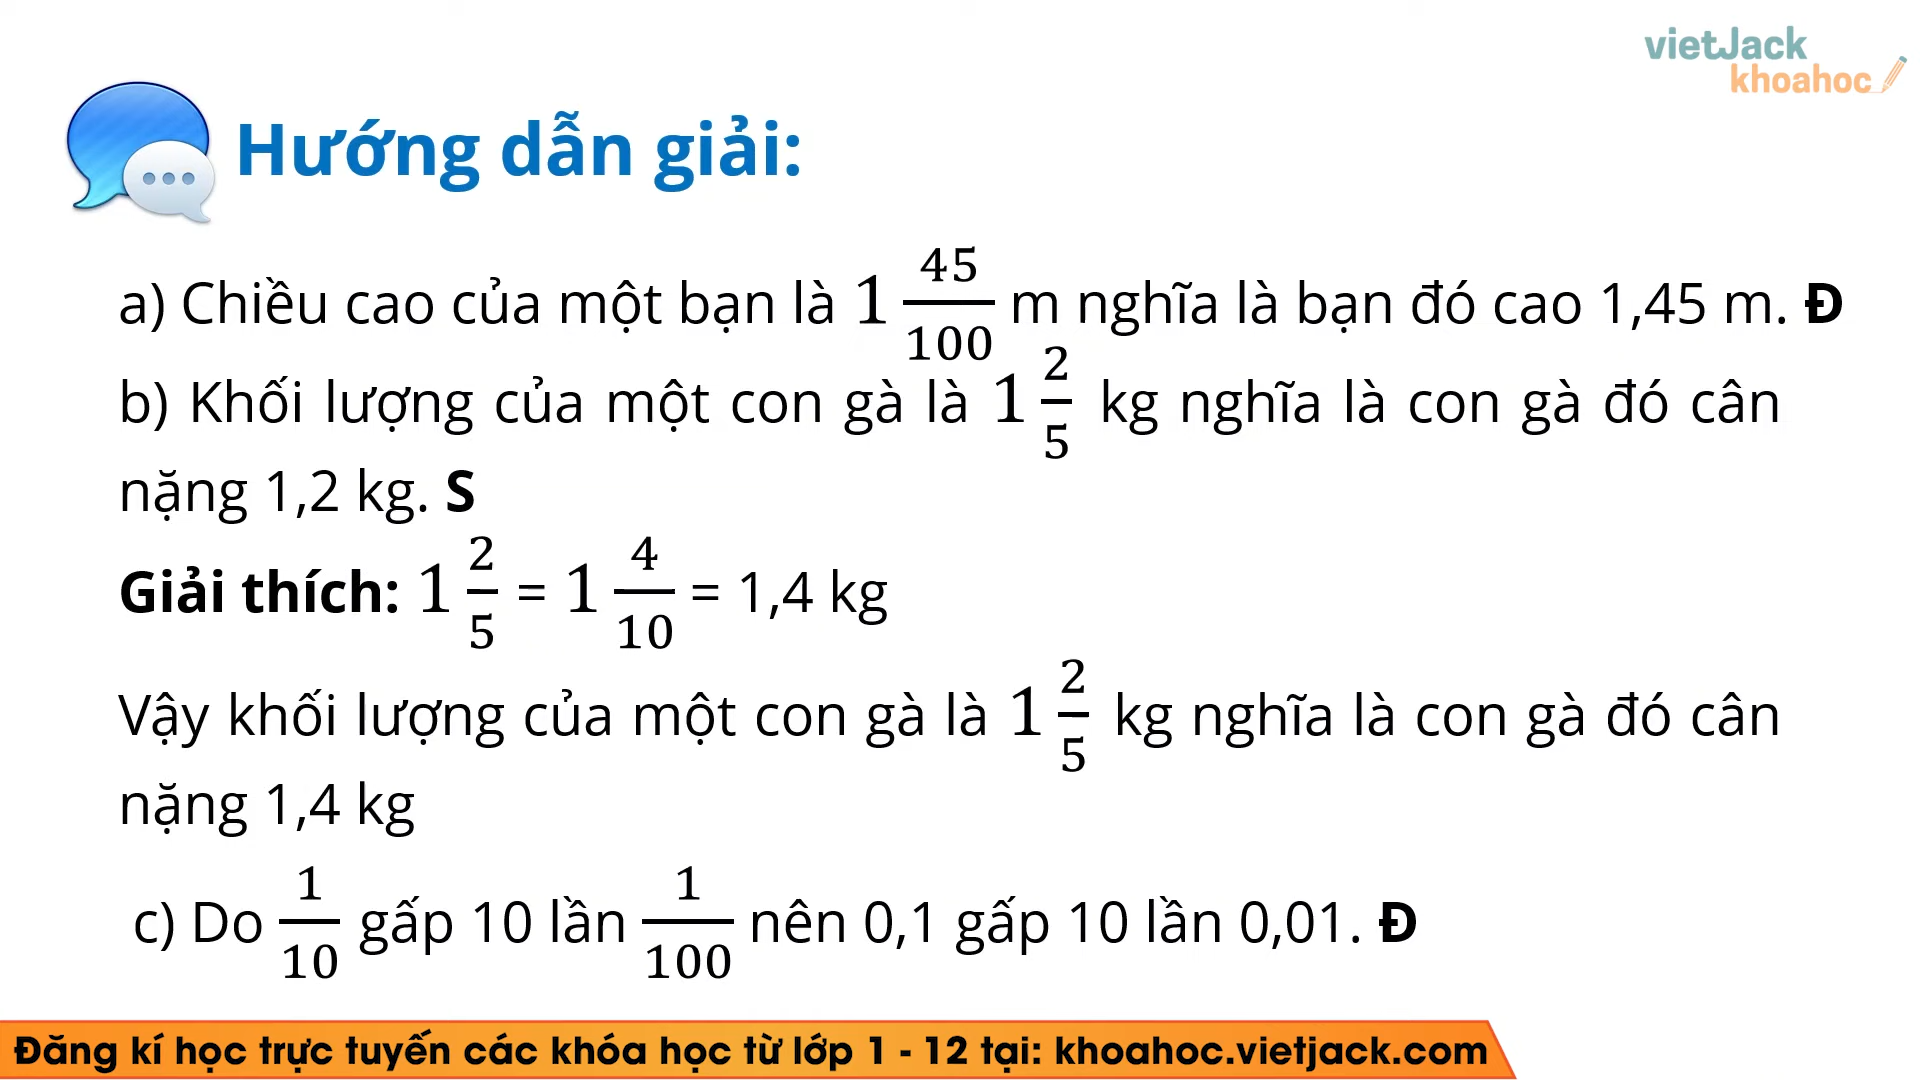 vietJack
khoahoc
Hướng dẫn giải:
a) Chiều cao của một bạn là 1 45/100 m nghĩa là bạn đó cao 1,45 m. Đ
b) Khối lượng của một con gà là 1 2/5 kg nghĩa là con gà đó cân
nặng 1,2 kg. S
Giải thích: 1 2/5 = 1 4/10 = 1,4 kg
Vậy khối lượng của một con gà là 1 2/5 kg nghĩa là con gà đó cân
nặng 1,4 kg
c) Do 1/10 gấp 10 lần 1/100 nên 0,1 gấp 10 lần 0,01. Đ
Đăng kí học trực tuyến các khóa học từ lớp 1 - 12 tại: khoahoc.vietjack.com